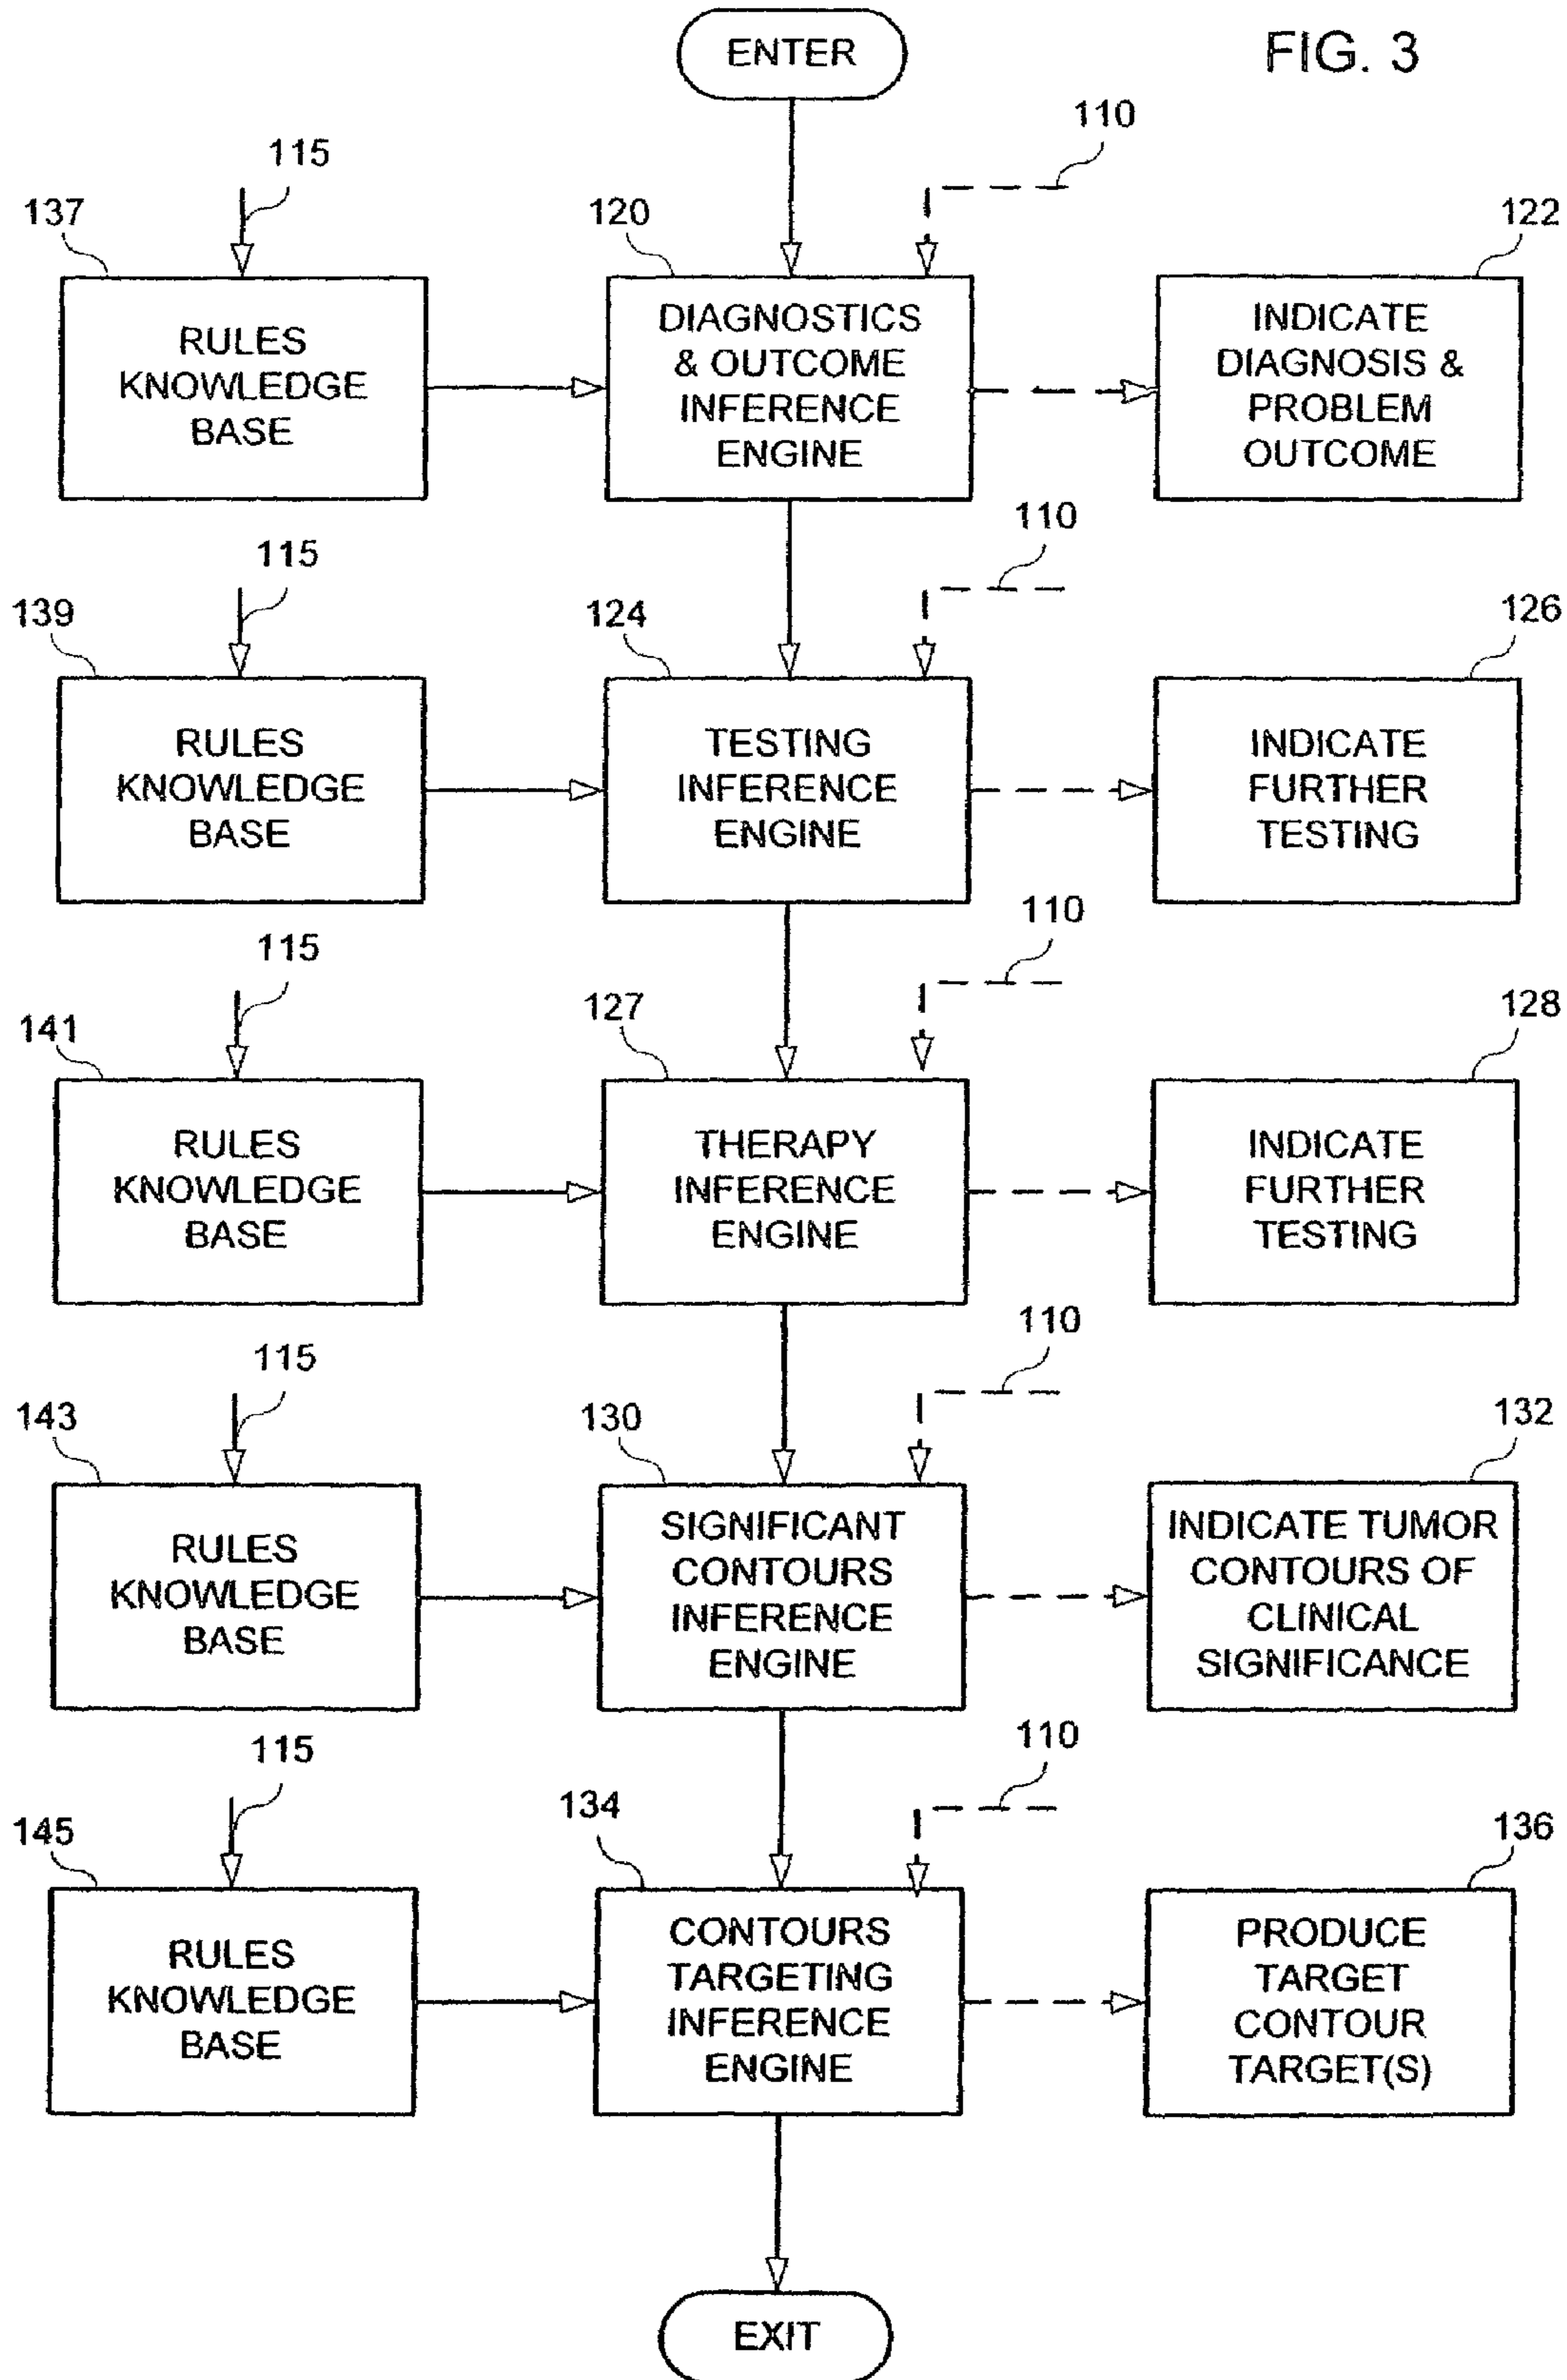 ENTER
FIG. 3
110
115
137
120
122
RULES
KNOWLEDGE
BASE
DIAGNOSTICS
& OUTCOME
INFERENCE
ENGINE
INDICATE
DIAGNOSIS &
PROBLEM
OUTCOME
110
115
139
124
126
RULES
KNOWLEDGE
BASE
TESTING
INFERENCE
ENGINE
INDICATE
FURTHER
TESTING
110
115
141
127
128
RULES
KNOWLEDGE
BASE
THERAPY
INFERENCE
ENGINE
INDICATE
FURTHER
TESTING
110
115
143
130
132
RULES
KNOWLEDGE
BASE
SIGNIFICANT
CONTOURS
INFERENCE
ENGINE
INDICATE TUMOR
CONTOURS OF
CLINICAL
SIGNIFICANCE
110
115
145
134
136
RULES
KNOWLEDGE
BASE
CONTOURS
TARGETING
INFERENCE
ENGINE
PRODUCE
TARGET
CONTOUR
TARGET(S)
EXIT